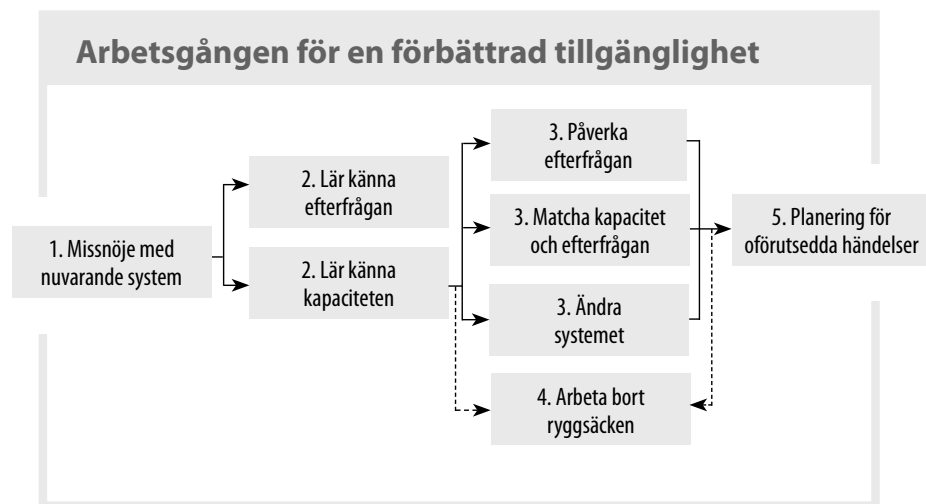 Arbetsgången för en förbättrad tillgänglighet
1. Missnöje med
nuvarande system
2. Lär känna
efterfrågan
2. Lär känna
kapaciteten
3. Påverka
efterfrågan
3. Matcha kapacitet
och efterfrågan
3. Ändra
systemet
4. Arbeta bort
ryggsäcken
5. Planering för
oförutsedda händelser